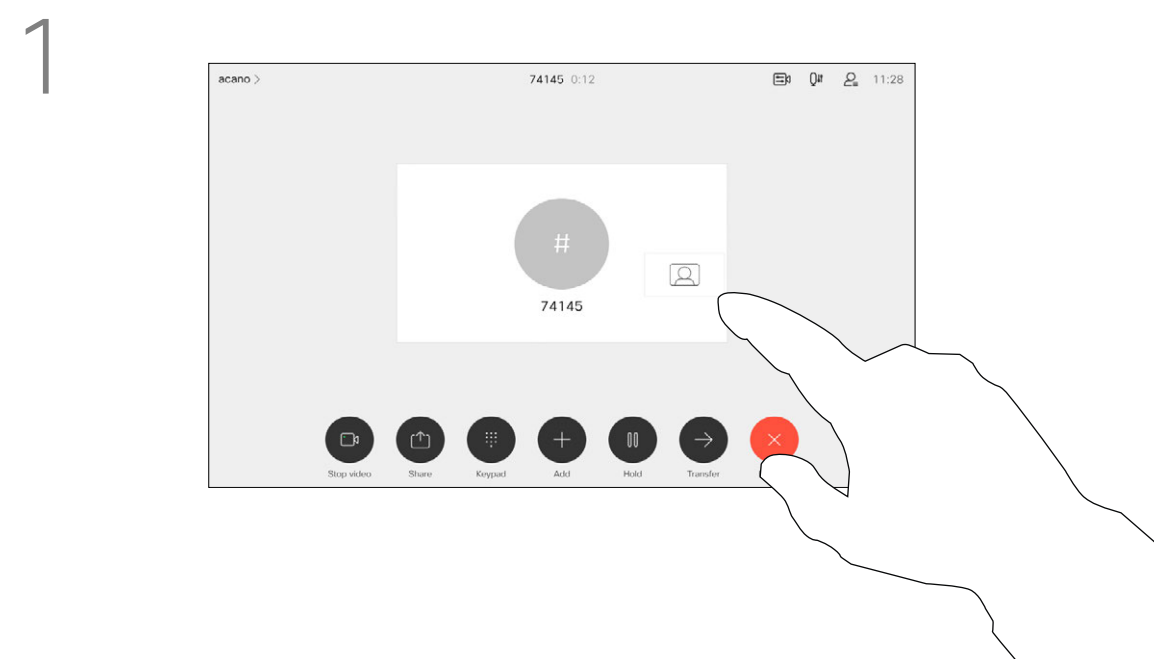 1
acano >
74145 0:12
11:28
#
74145
Stop video
Share
Keypad
Add
Hold
Transfer